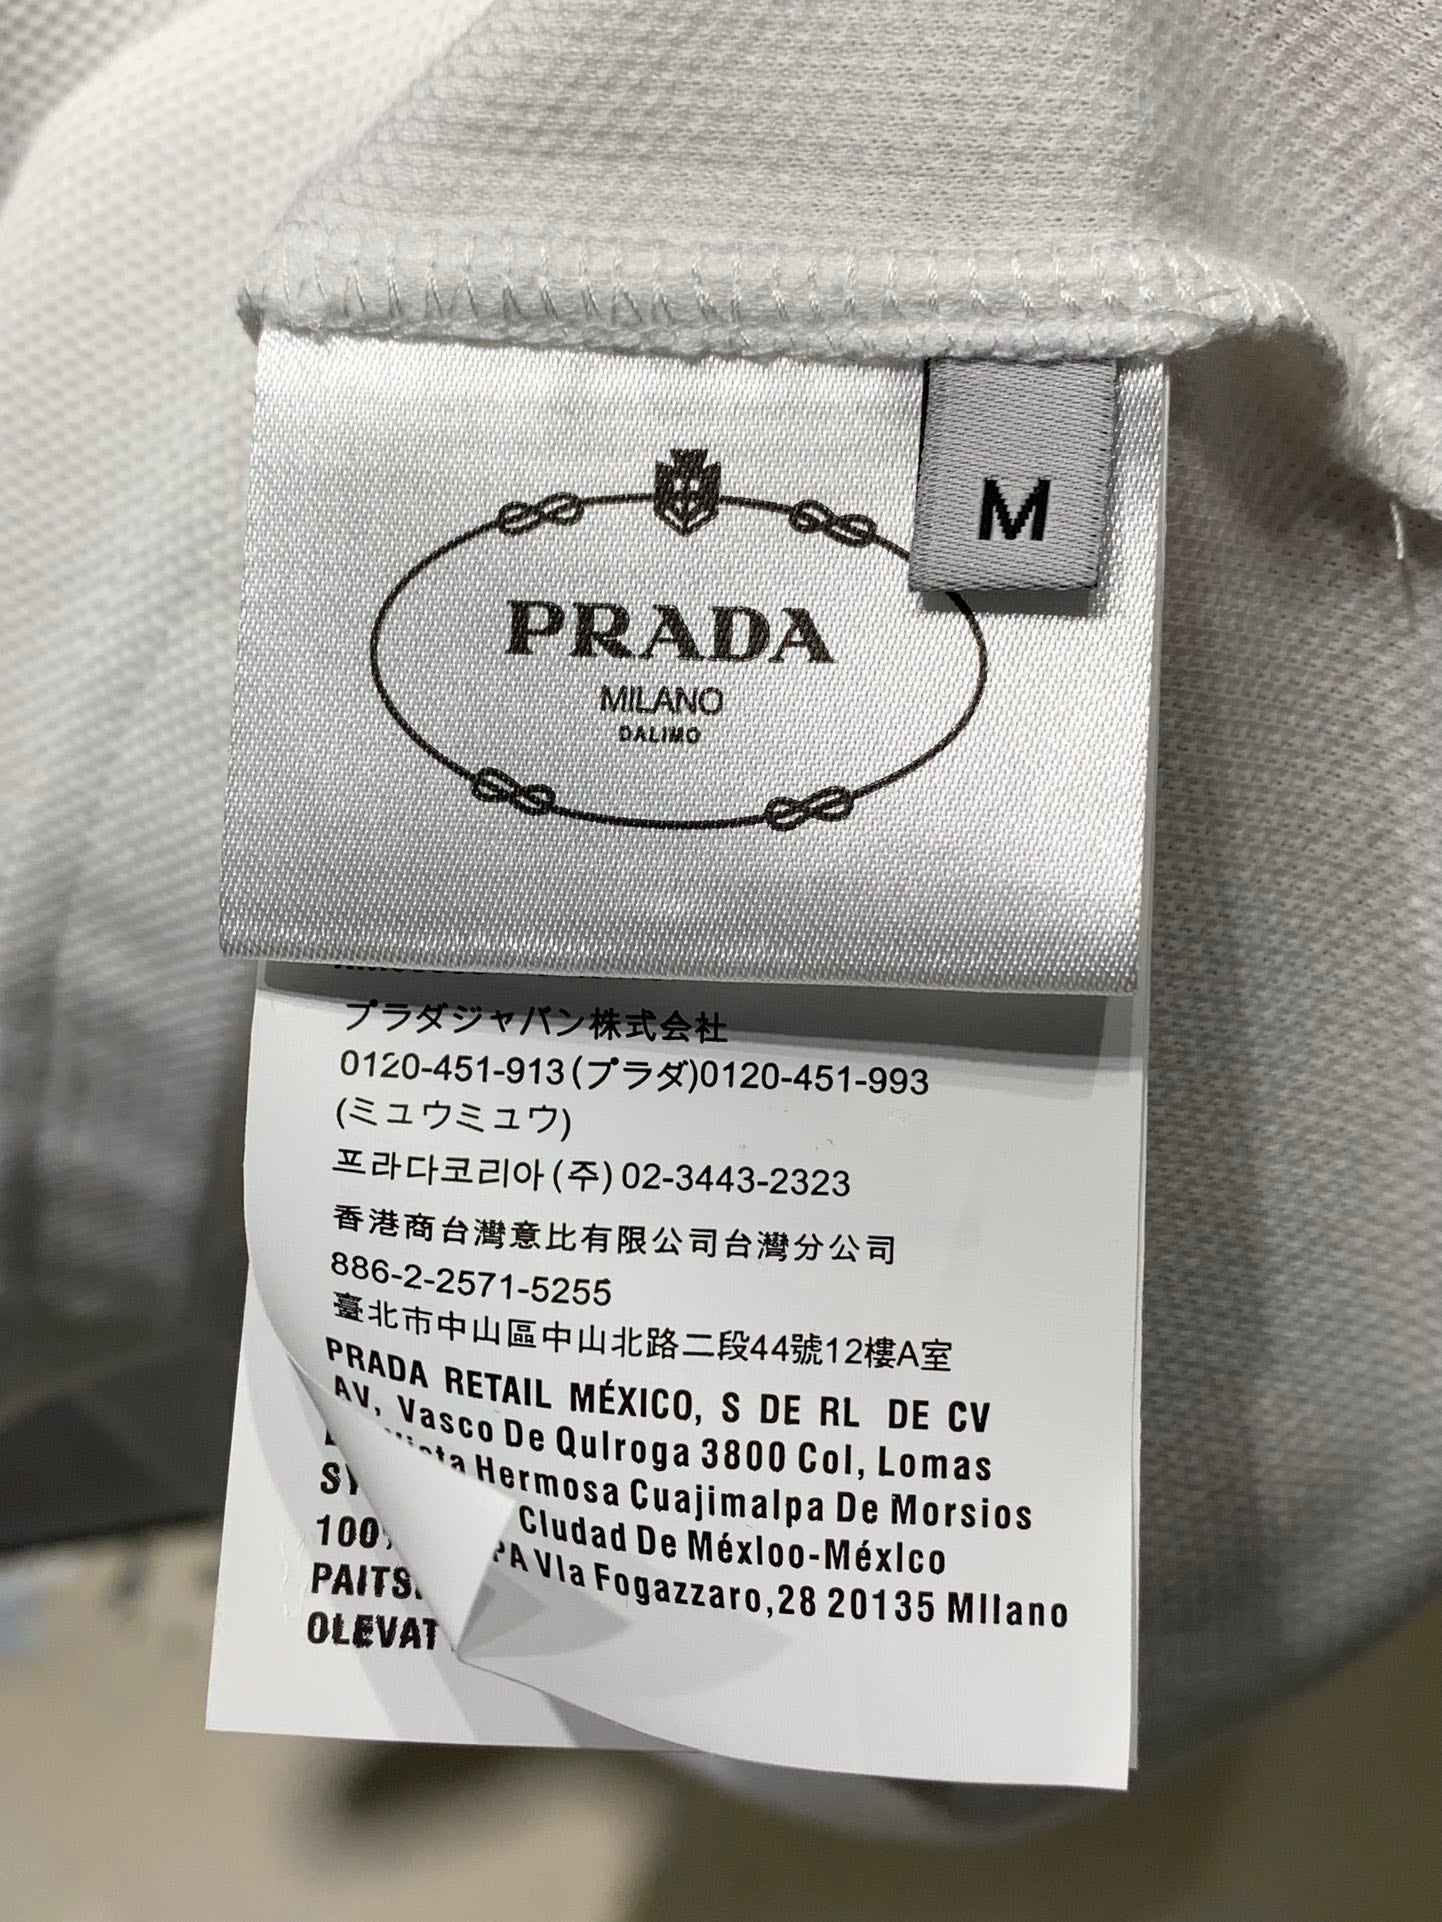 PRADA
MILANO
DALIMO
M
プラダジャパン株式会社
0120-451-913(プラダ)0120-451-993
(ミュウミュウ)
프라다코리아(주)02-3443-2323
香港商台灣意比有限公司台灣分公司
886-2-2571-5255
臺北市中山區中山北路二段44號12樓A室
PRADA RETAIL MÉXICO, S DE RL DE CV
AV, Vasco De Qulroga 3800 Col, Lomas
Hermosa Cuajimalpa De Morsios
Cludad De Méxloo-Méxlco
VIa Fogazzaro,28 20135 MIlano
100%
PAITS
OLEVAT